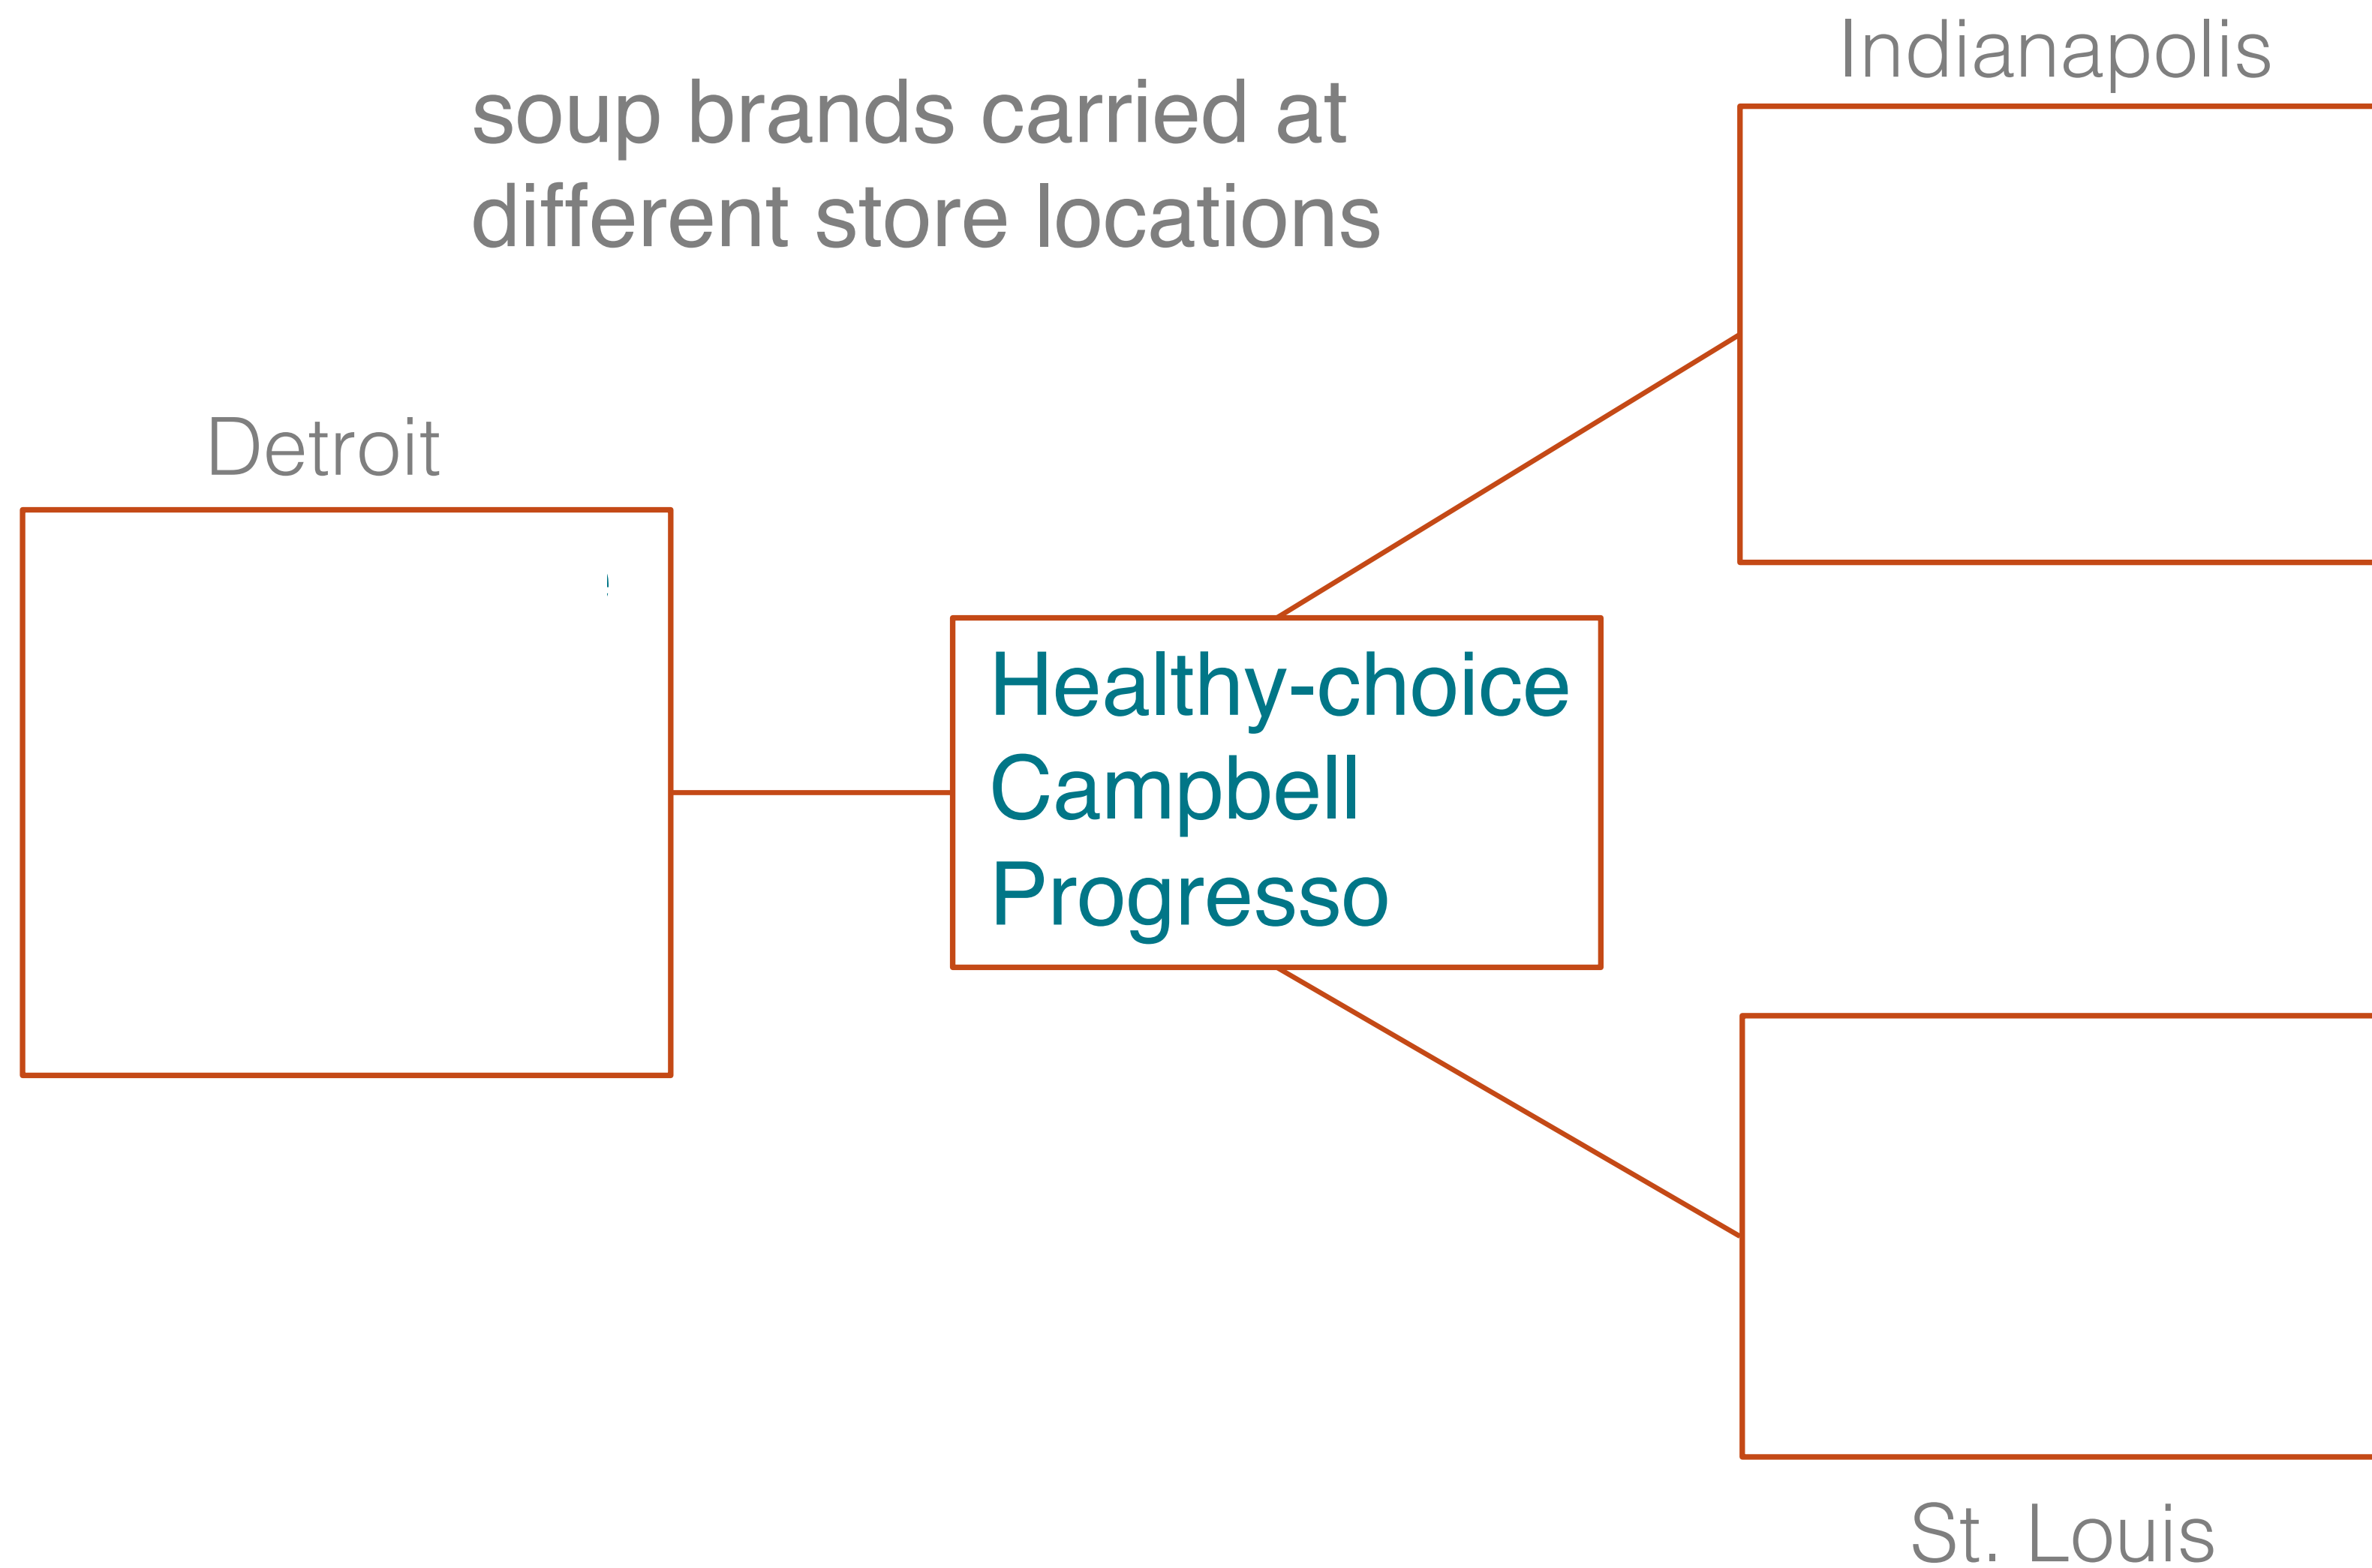 Indianapolis
soup brands carried at
different store locations
Detroit
Healthy-choice
Campbell
Progresso
St. Louis